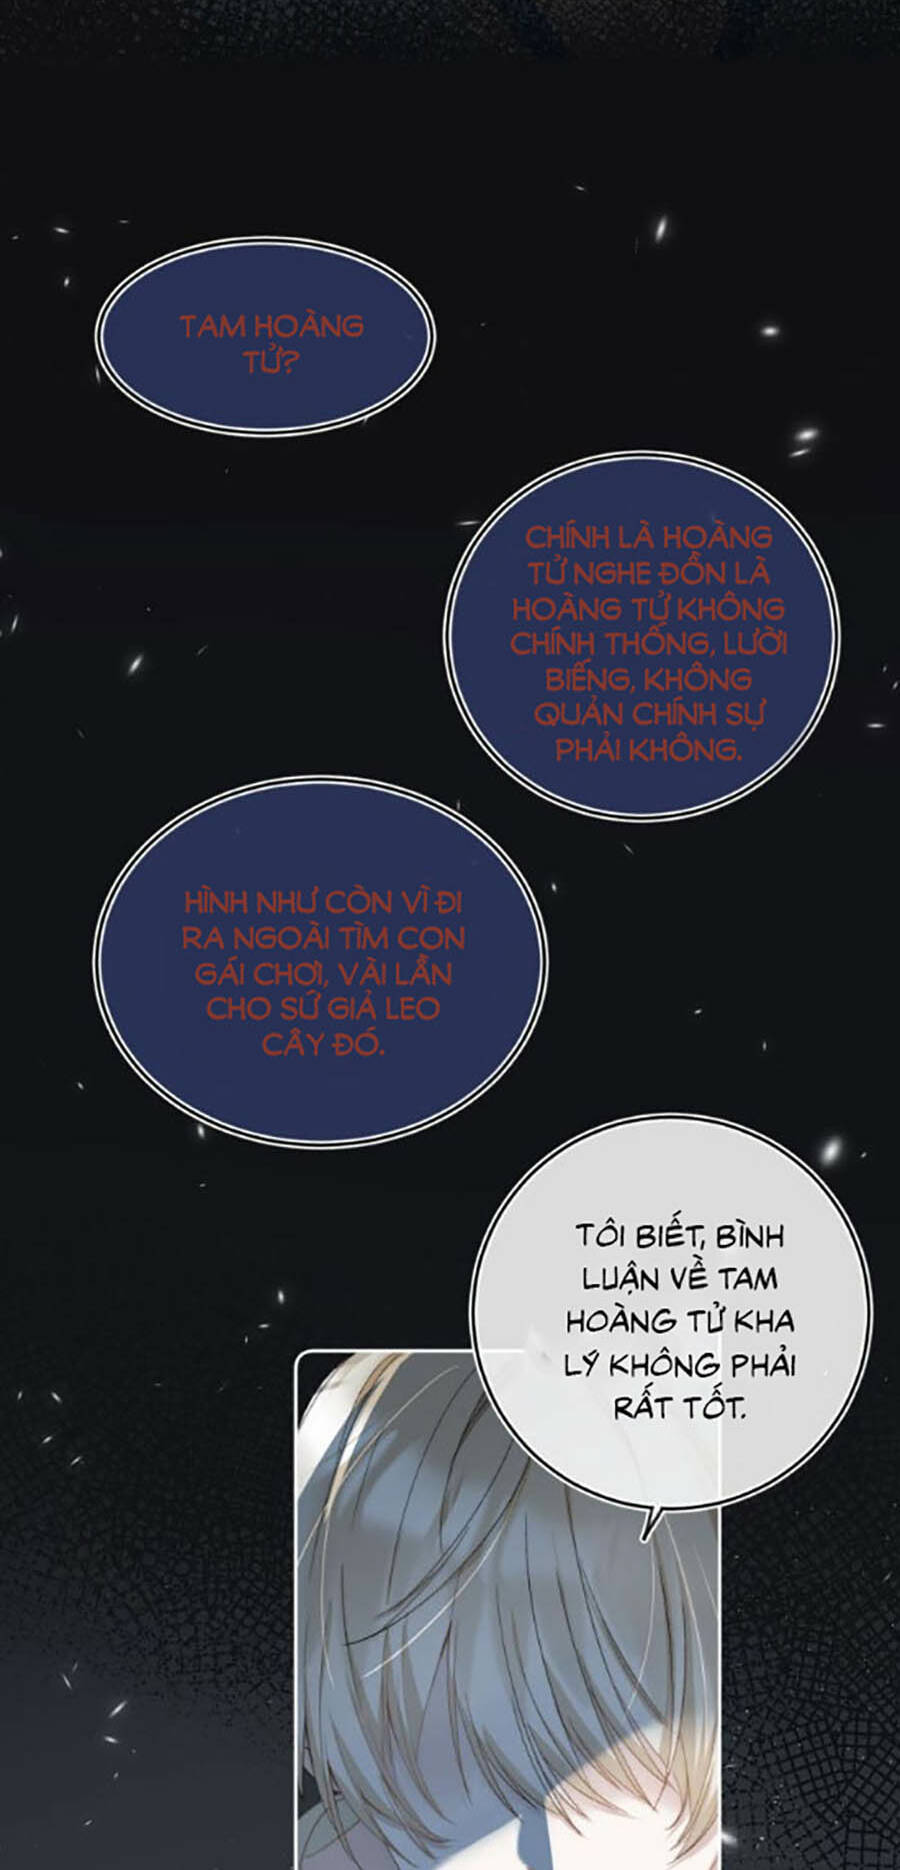 TAM HOÀNG
TỬ?
CHÍNH LÀ HOÀNG
TỬ NGHE ĐỒN LÀ
HOÀNG TỬ KHÔNG
CHÍNH THỐNG, LƯỜI
BIẾNG, KHÔNG
QUẢN CHÍNH SỰ
PHẢI KHÔNG.
HÌNH NHƯ CÒN VÌ ĐI
RA NGOÀI TÌM CON
GÁI CHƠI, VÀI LẦN
CHO SỨ GIẢ LEO
CÂY ĐÓ.
TÔI BIẾT, BÌNH
LUẬN VỀ TAM
HOÀNG TỬ KHA
LÝ KHÔNG PHẢI
RẤT TỐT.